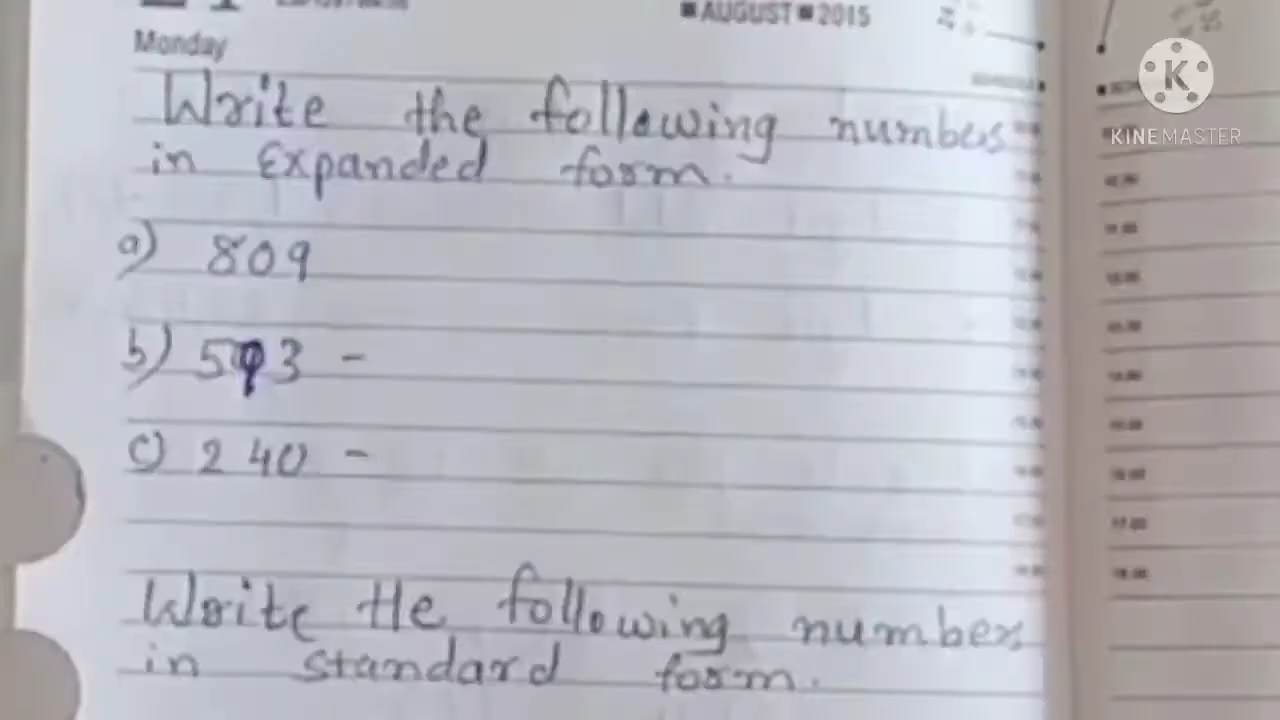 AUGUST 2015
Monday
Write the following numbers
in Expanded form.
a) 809
b) 593 -
c) 240 -
Write the following numbers
in standard form.
KINEMASTER